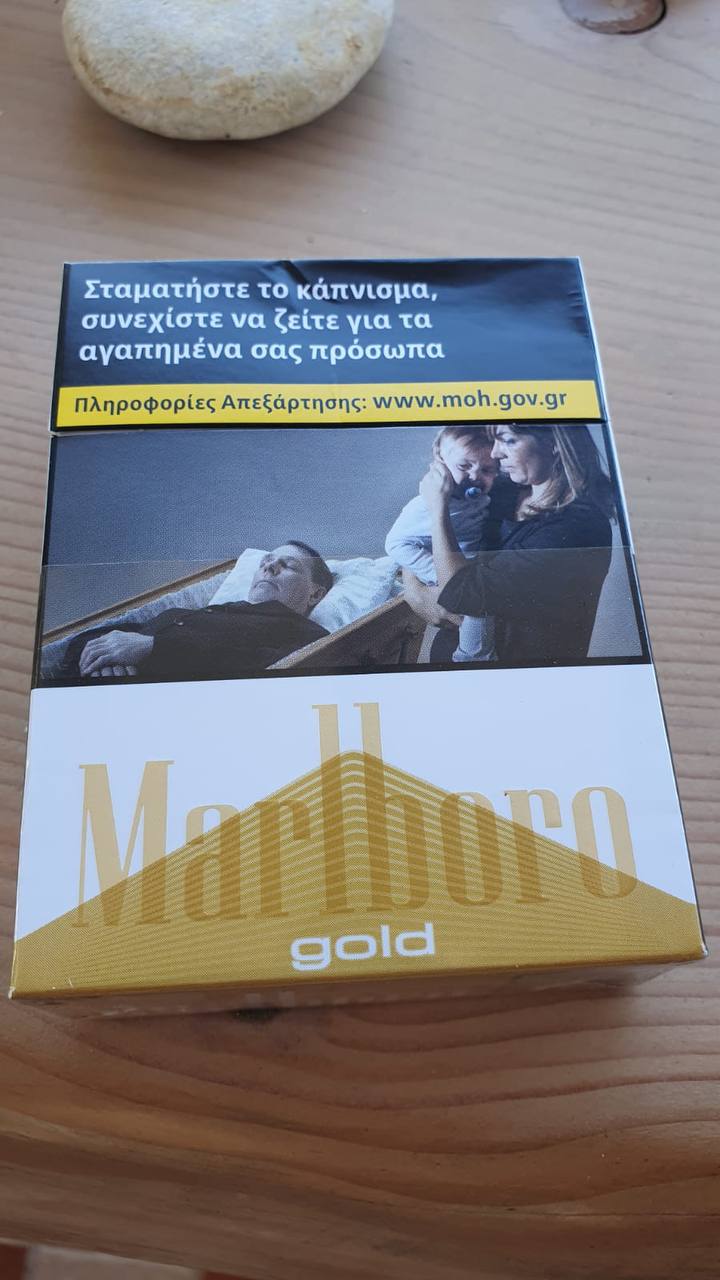 Σταματήστε το κάπνισμα,
συνεχίστε να ζείτε για τα
αγαπημένα σας πρόσωπα
Πληροφορίες Απεξάρτησης: www.moh.gov.gr
Marlboro
gold